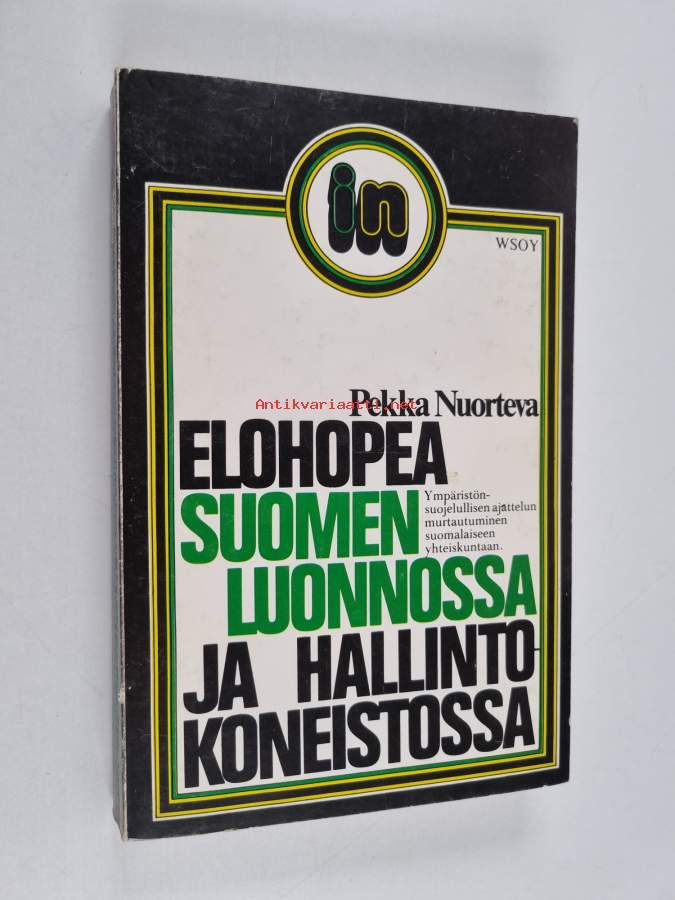 in
WSOY
Pekka Nuorteva
Antikvariaatti.net
ELOHOPEA
SUOMEN
Ympäristön-
suojelullisen ajattelun
murtautuminen
suomalaiseen
yhteiskuntaan.
LUONNOSSA
JA HALLINTO-
KONEISTOSSA